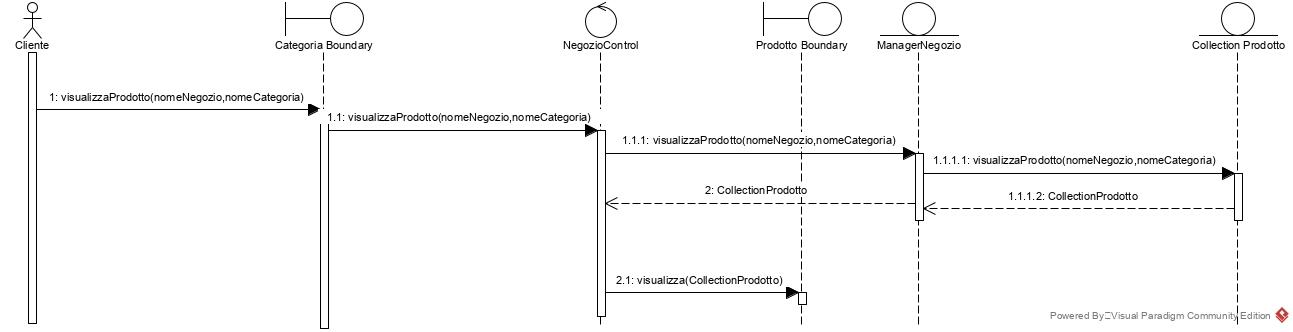 Cliente
Categoria Boundary
NegozioControl
Prodotto Boundary
ManagerNegozio
Collection Prodotto
1: visualizzaProdotto(nomeNegozio,nomeCategoria)
1.1: visualizzaProdotto(nomeNegozio,nomeCategoria)
1.1.1: visualizzaProdotto(nomeNegozio,nomeCategoria)
1.1.1.1: visualizzaProdotto(nomeNegozio,nomeCategoria)
2: CollectionProdotto
1.1.1.2: CollectionProdotto
2.1: visualizza(CollectionProdotto)
Powered By Visual Paradigm Community Edition